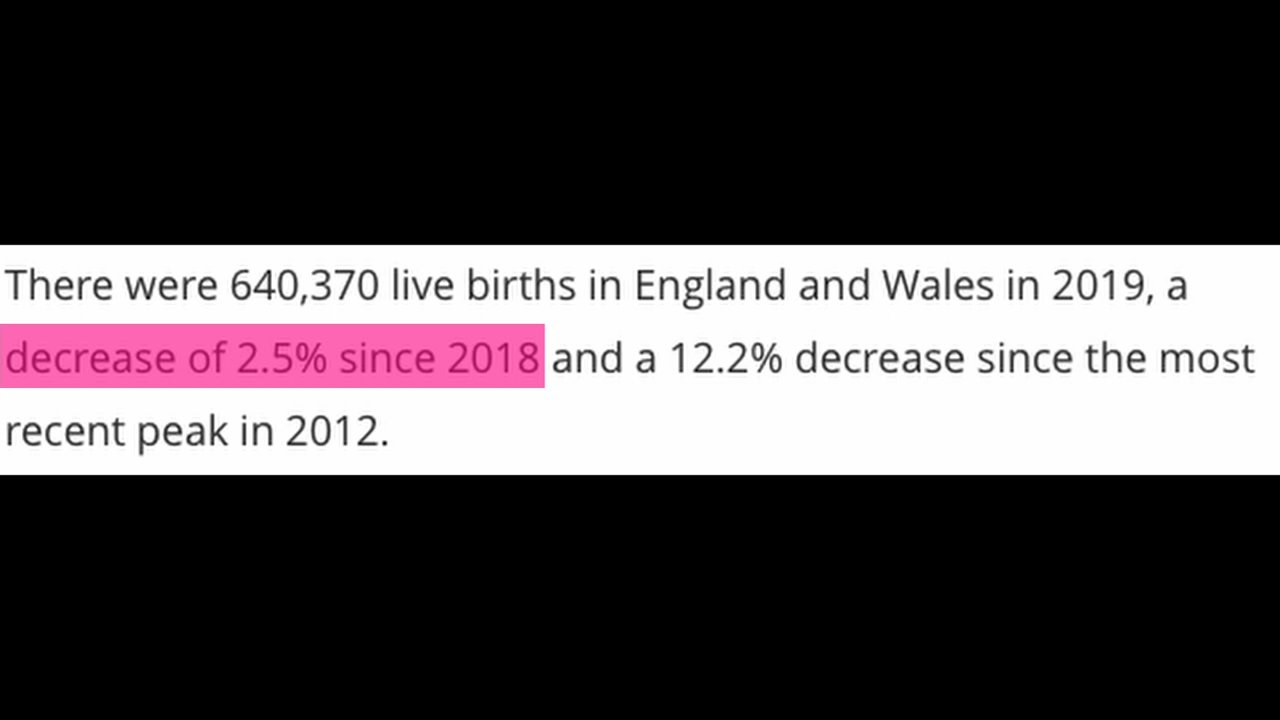 There were 640,370 live births in England and Wales in 2019, a
decrease of 2.5% since 2018 and a 12.2% decrease since the most
recent peak in 2012.